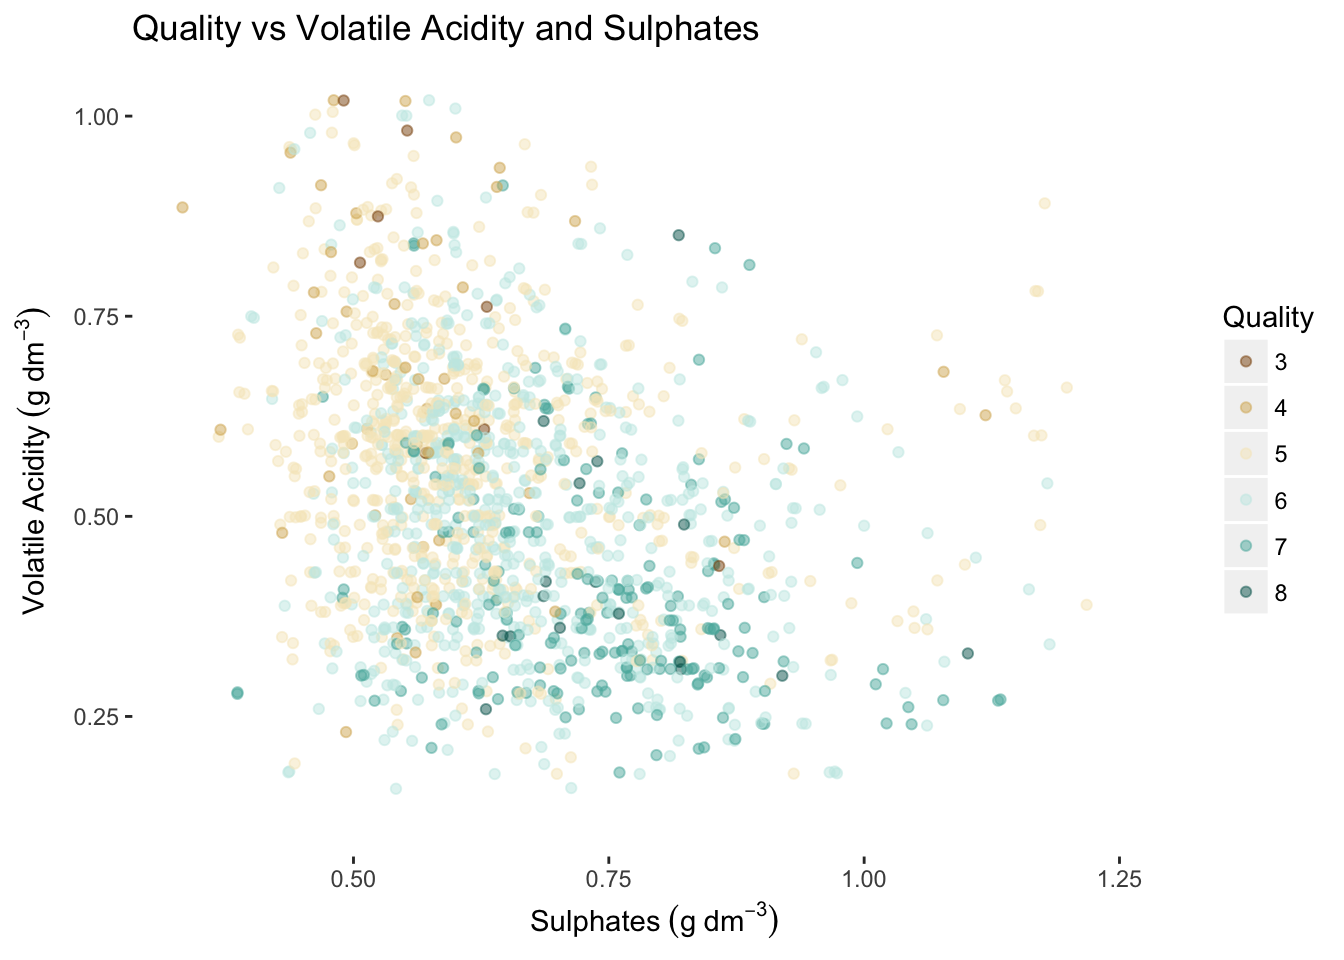 Quality vs Volatile Acidity and Sulphates
1.00
0.75
0.50
0.25
Volatile Acidity (g dm⁻³)
0.50 0.75 1.00 1.25
Sulphates (g dm⁻³)
Quality
3
4
5
6
7
8